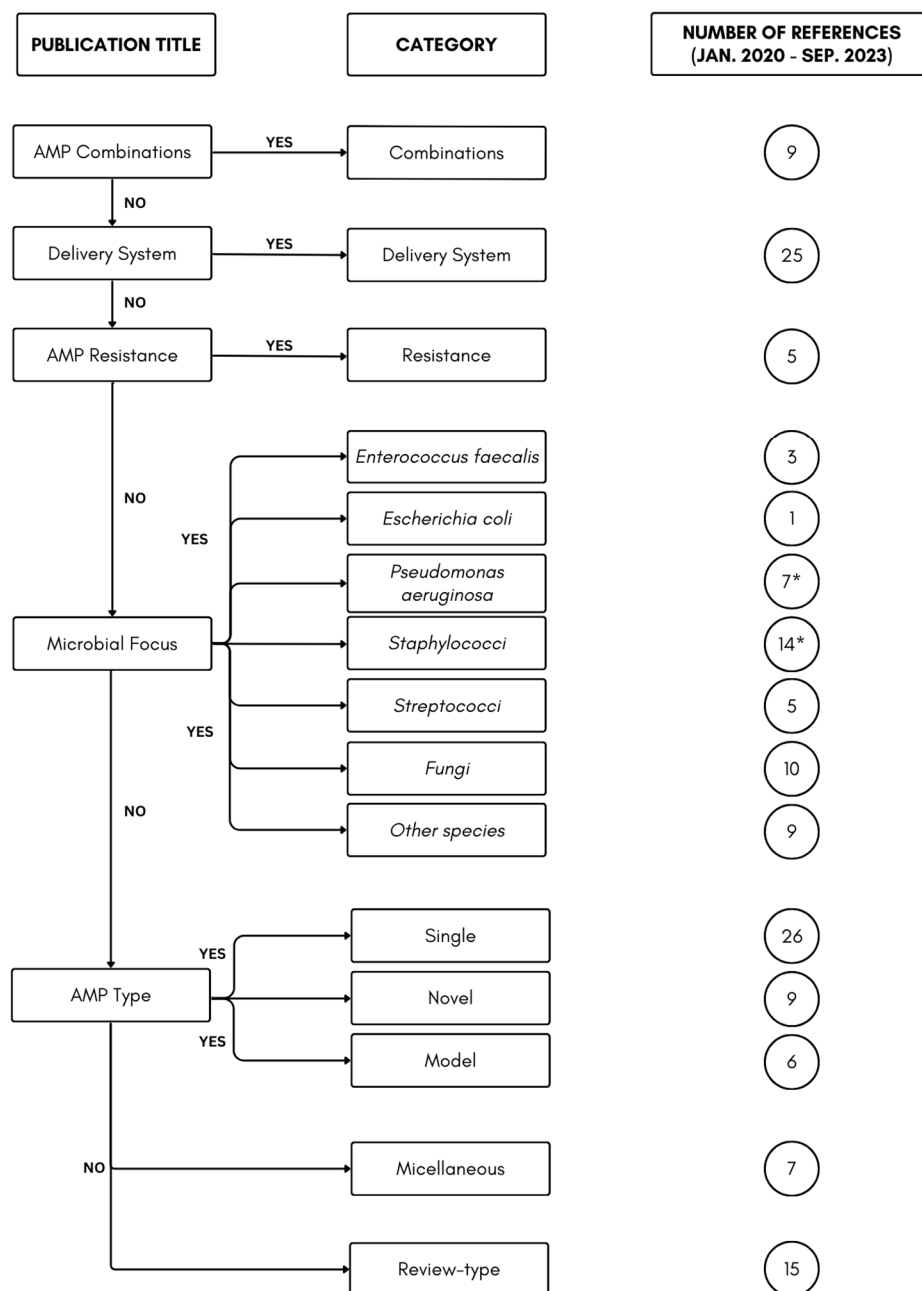 PUBLICATION TITLE
CATEGORY
NUMBER OF REFERENCES
(JAN. 2020 - SEP. 2023)
AMP Combinations
YES
Combinations
9
NO
Delivery System
YES
Delivery System
25
NO
AMP Resistance
YES
Resistance
5
NO
Enterococcus faecalis
3
Escherichia coli
1
YES
Pseudomonas
aeruginosa
7*
Microbial Focus
Staphylococci
14*
Streptococci
5
YES
Fungi
10
NO
Other species
9
Single
26
YES
AMP Type
Novel
9
YES
Model
6
NO
Micellaneous
7
Review-type
15